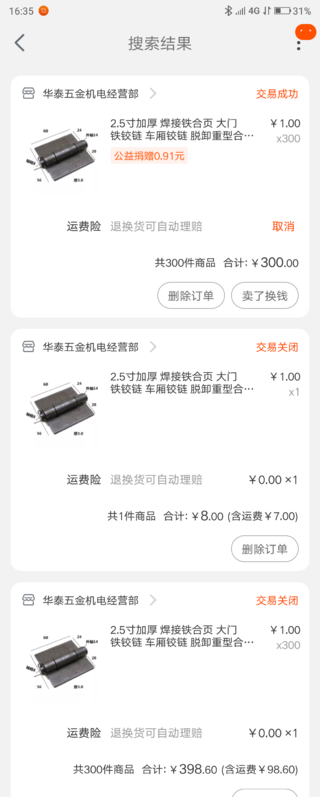 16:35
4G
31%
搜索结果
华泰五金机电经营部
交易成功
2.5寸加厚 焊接铁合页 大门
¥1.00
铁铰链 车厢铰链 脱卸重型合…
x300
公益捐赠0.91元
运费险 退换货可自动理赔 取消
共300件商品 合计:¥300.00
删除订单
卖了换钱
华泰五金机电经营部
交易关闭
2.5寸加厚 焊接铁合页 大门
¥1.00
铁铰链 车厢铰链 脱卸重型合…
x1
运费险 退换货可自动理赔 ¥0.00 ×1
共1件商品 合计:¥8.00 (含运费¥7.00)
删除订单
华泰五金机电经营部
交易关闭
2.5寸加厚 焊接铁合页 大门
¥1.00
铁铰链 车厢铰链 脱卸重型合…
x300
运费险 退换货可自动理赔 ¥0.00 ×1
共300件商品 合计:¥398.60 (含运费¥98.60)